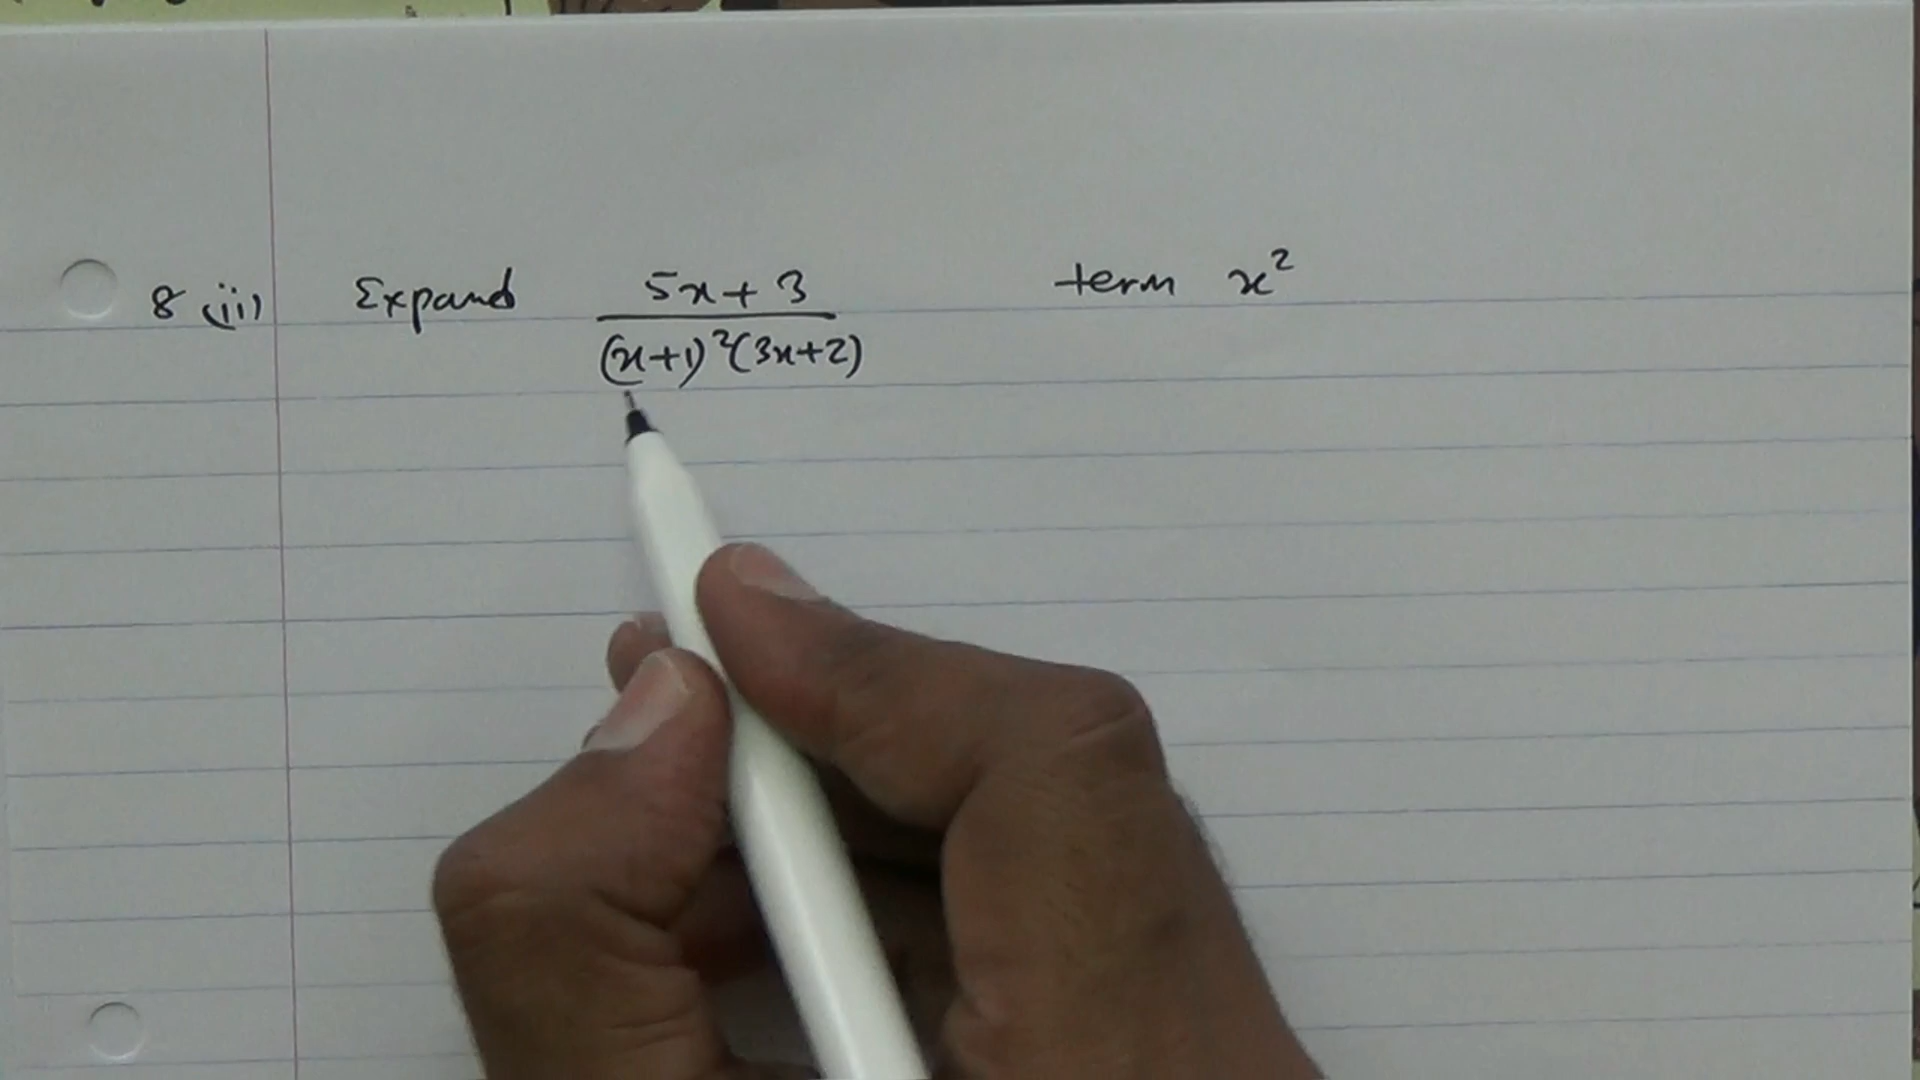 8 (ii) Expand 5x + 3 term x²
(x+1)²(3x+2)